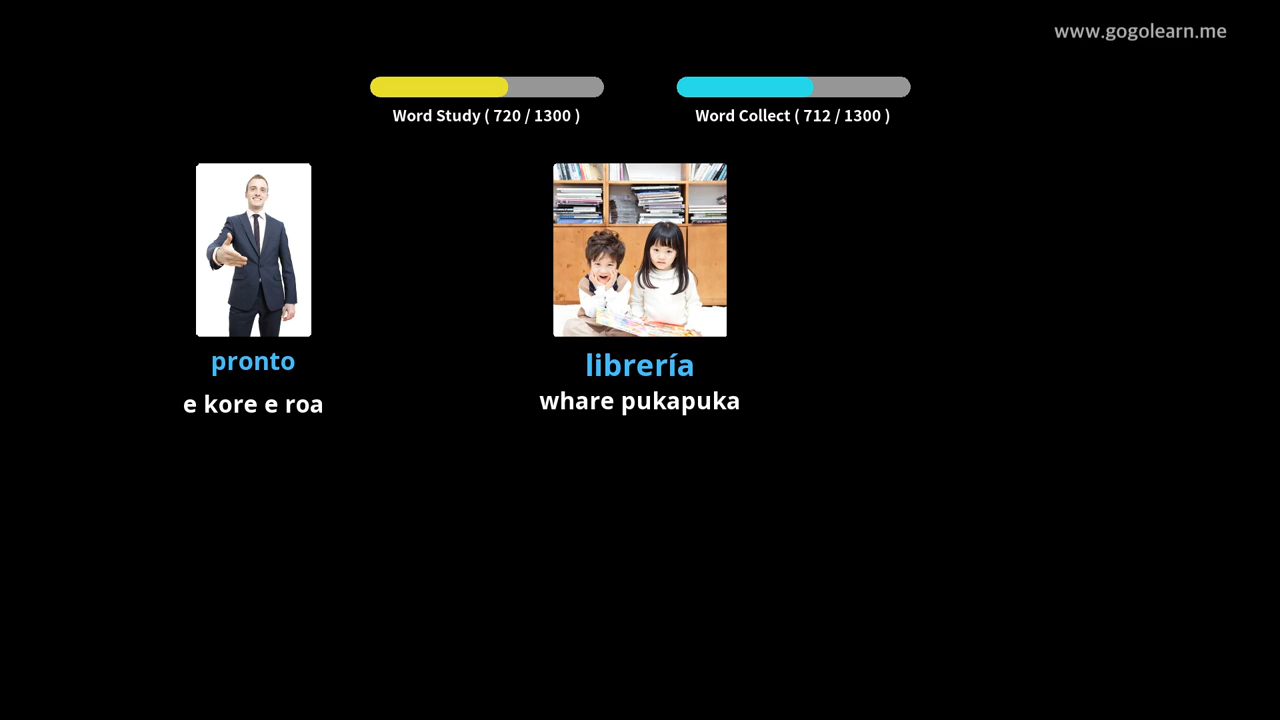 www.gogolearn.me
Word Study ( 720 / 1300 )
Word Collect ( 712 / 1300 )
pronto
e kore e roa
librería
whare pukapuka